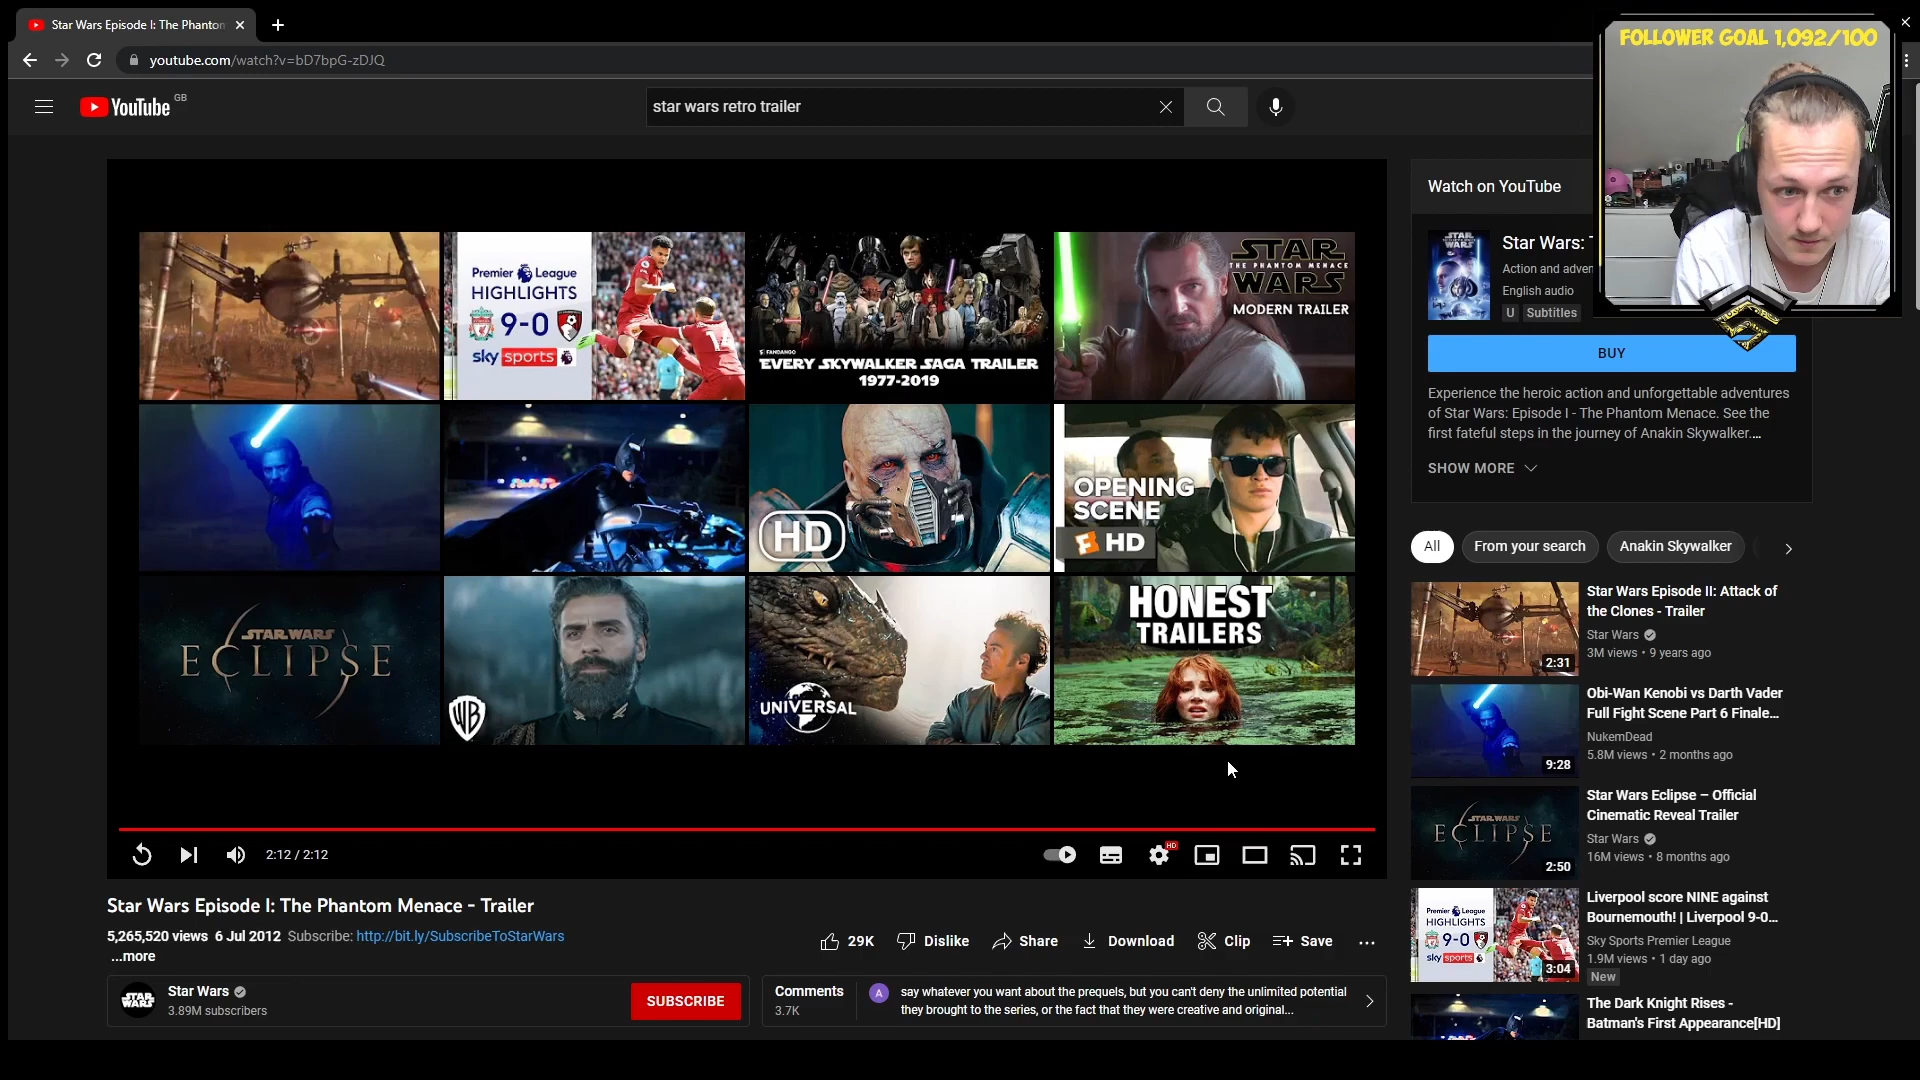 Star Wars Episode I: The Phanton
youtube.com/watch?v=bD7bpG-zDJQ
FOLLOWER GOAL 1,092/100
YouTube GB
star wars retro trailer
Premier League
HIGHLIGHTS
9-0
sky sports
FANDANGO
EVERY SKYWALKER SAGA TRAILER
1977-2019
STAR
THE PHANTOM MENACE
WARS
MODERN TRAILER
HD
OPENING
SCENE
HD
STAR WARS
ECLIPSE
WB
UNIVERSAL
HONEST
TRAILERS
2:12 / 2:12
HD
Star Wars Episode I: The Phantom Menace - Trailer
5,265,520 views 6 Jul 2012 Subscribe: http://bit.ly/SubscribeToStarWars
...more
29K Dislike Share Download Clip Save
STAR WARS
Star Wars
3.89M subscribers
SUBSCRIBE
Comments
3.7K
A
say whatever you want about the prequels, but you can't deny the unlimited potential
they brought to the series, or the fact that they were creative and original...
Watch on YouTube
STAR WARS
Star Wars:
Action and adven
English audio
U Subtitles
BUY
Experience the heroic action and unforgettable adventures
of Star Wars: Episode I - The Phantom Menace. See the
first fateful steps in the journey of Anakin Skywalker....
SHOW MORE
All From your search Anakin Skywalker
2:31
Star Wars Episode II: Attack of
the Clones - Trailer
Star Wars
3M views • 9 years ago
9:28
Obi-Wan Kenobi vs Darth Vader
Full Fight Scene Part 6 Finale...
NukemDead
5.8M views • 2 months ago
STAR WARS
ECLIPSE
2:50
Star Wars Eclipse – Official
Cinematic Reveal Trailer
Star Wars
16M views • 8 months ago
Premier League
HIGHLIGHTS
9-0
sky sports
3:04
Liverpool score NINE against
Bournemouth! | Liverpool 9-0...
Sky Sports Premier League
1.9M views • 1 day ago
New
The Dark Knight Rises -
Batman's First Appearance[HD]